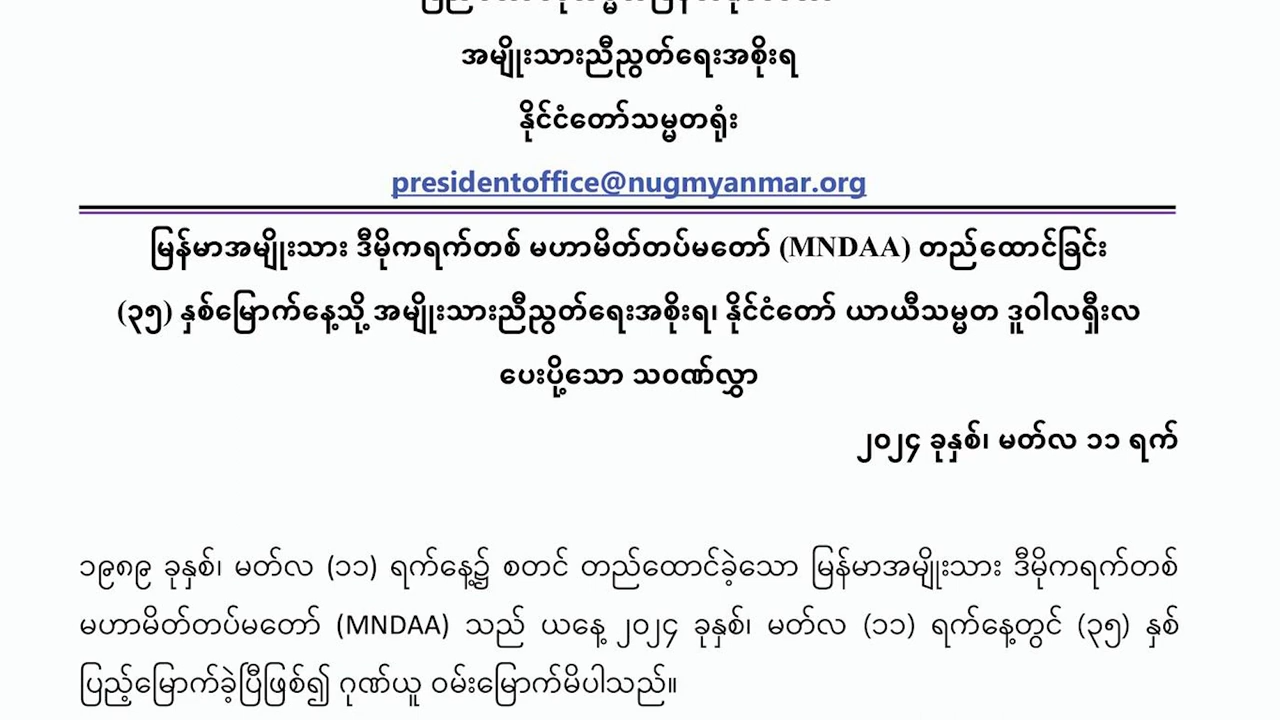 အမျိုးသားညီညွတ်ရေးအစိုးရ
နိုင်ငံတော်သမ္မတရုံး
presidentoffice@nugmyanmar.org
မြန်မာအမျိုးသား ဒီမိုကရက်တစ် မဟာမိတ်တပ်မတော် (MNDAA) တည်ထောင်ခြင်း
(၃၅) နှစ်မြောက်နေ့သို့ အမျိုးသားညီညွတ်ရေးအစိုးရ၊ နိုင်ငံတော် ယာယီသမ္မတ ဒူဝါလရှီးလ
ပေးပို့သော သဝဏ်လွှာ
၂၀၂၄ ခုနှစ်၊ မတ်လ ၁၁ ရက်
၁၉၈၉ ခုနှစ်၊ မတ်လ (၁၁) ရက်နေ့၌ စတင် တည်ထောင်ခဲ့သော မြန်မာအမျိုးသား ဒီမိုကရက်တစ်
မဟာမိတ်တပ်မတော် (MNDAA) သည် ယနေ့ ၂၀၂၄ ခုနှစ်၊ မတ်လ (၁၁) ရက်နေ့တွင် (၃၅) နှစ်
ပြည့်မြောက်ခဲ့ပြီဖြစ်၍ ဂုဏ်ယူ ဝမ်းမြောက်မိပါသည်။